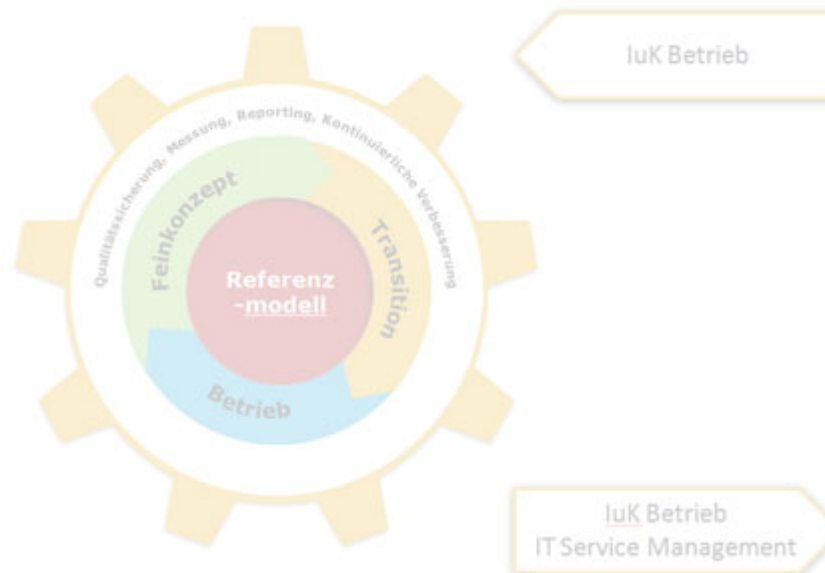 IuK Betrieb
Qualitätssicherung, Messung, Reporting, Kontinuierliche Verbesserung
Feinkonzept
Transition
Referenz
-modell
Betrieb
IuK Betrieb
IT Service Management